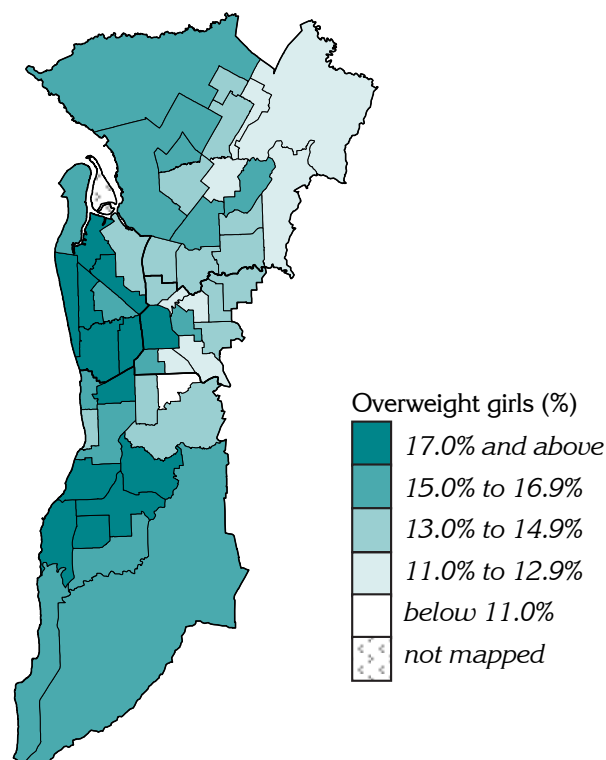 Overweight girls (%)
17.0% and above
15.0% to 16.9%
13.0% to 14.9%
11.0% to 12.9%
below 11.0%
not mapped